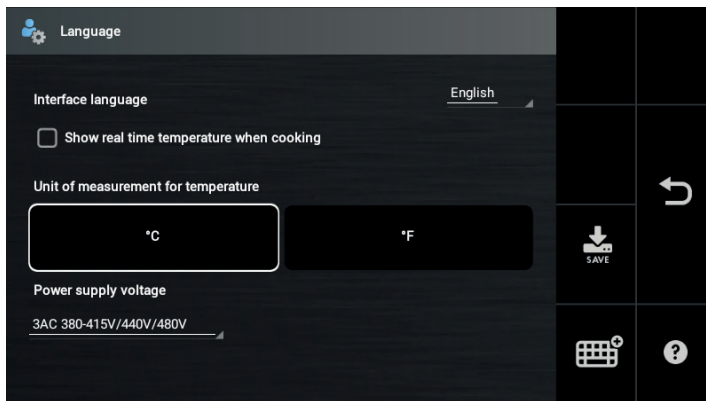 Language
Interface language
English
Show real time temperature when cooking
Unit of measurement for temperature
°C
°F
SAVE
Power supply voltage
3AC 380-415V/440V/480V
?